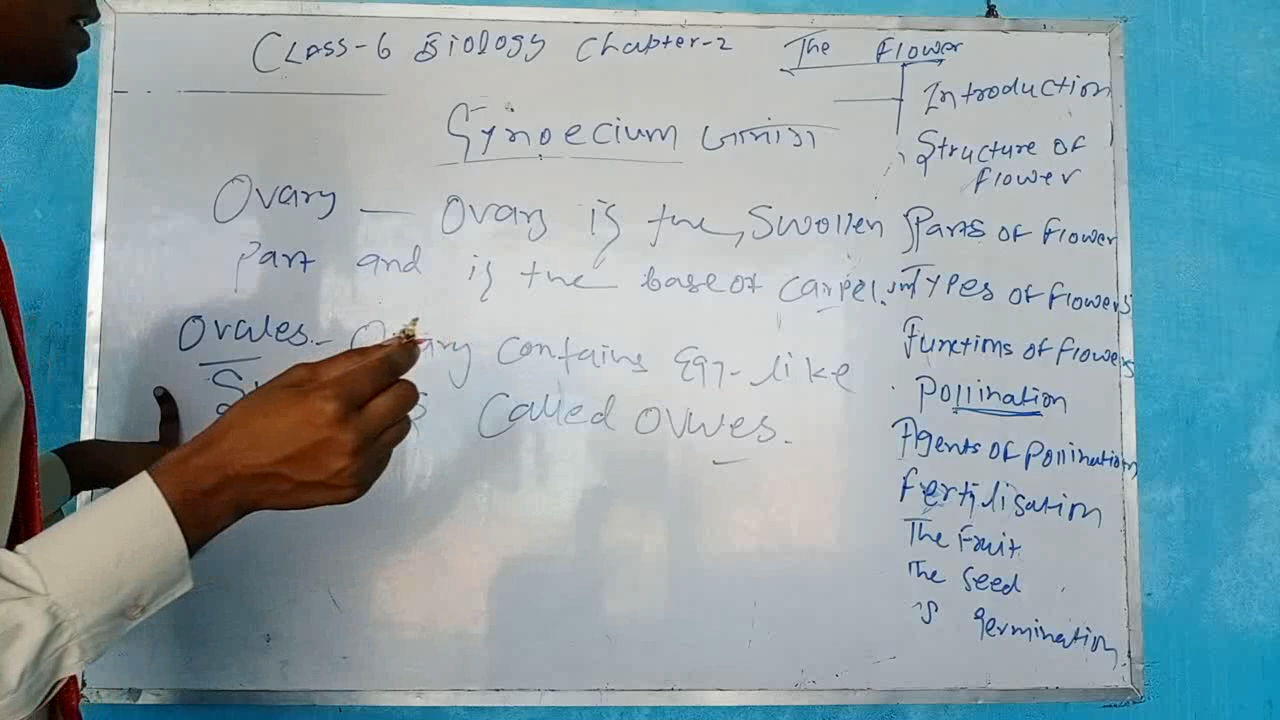 CLASS-6 Biology Chapter-2 The Flower
Gynoecium
Ovary — Ovary is the, Swollen
part and is the base of carpel.
Ovules - Ovary contains Egg-like
called ovules.
Introduction
Structure of
flower
Parts of flower
Types of flowers
Functions of flowers
Pollination
Agents of pollination
Fertilisation
The Fruit
The seed
germination